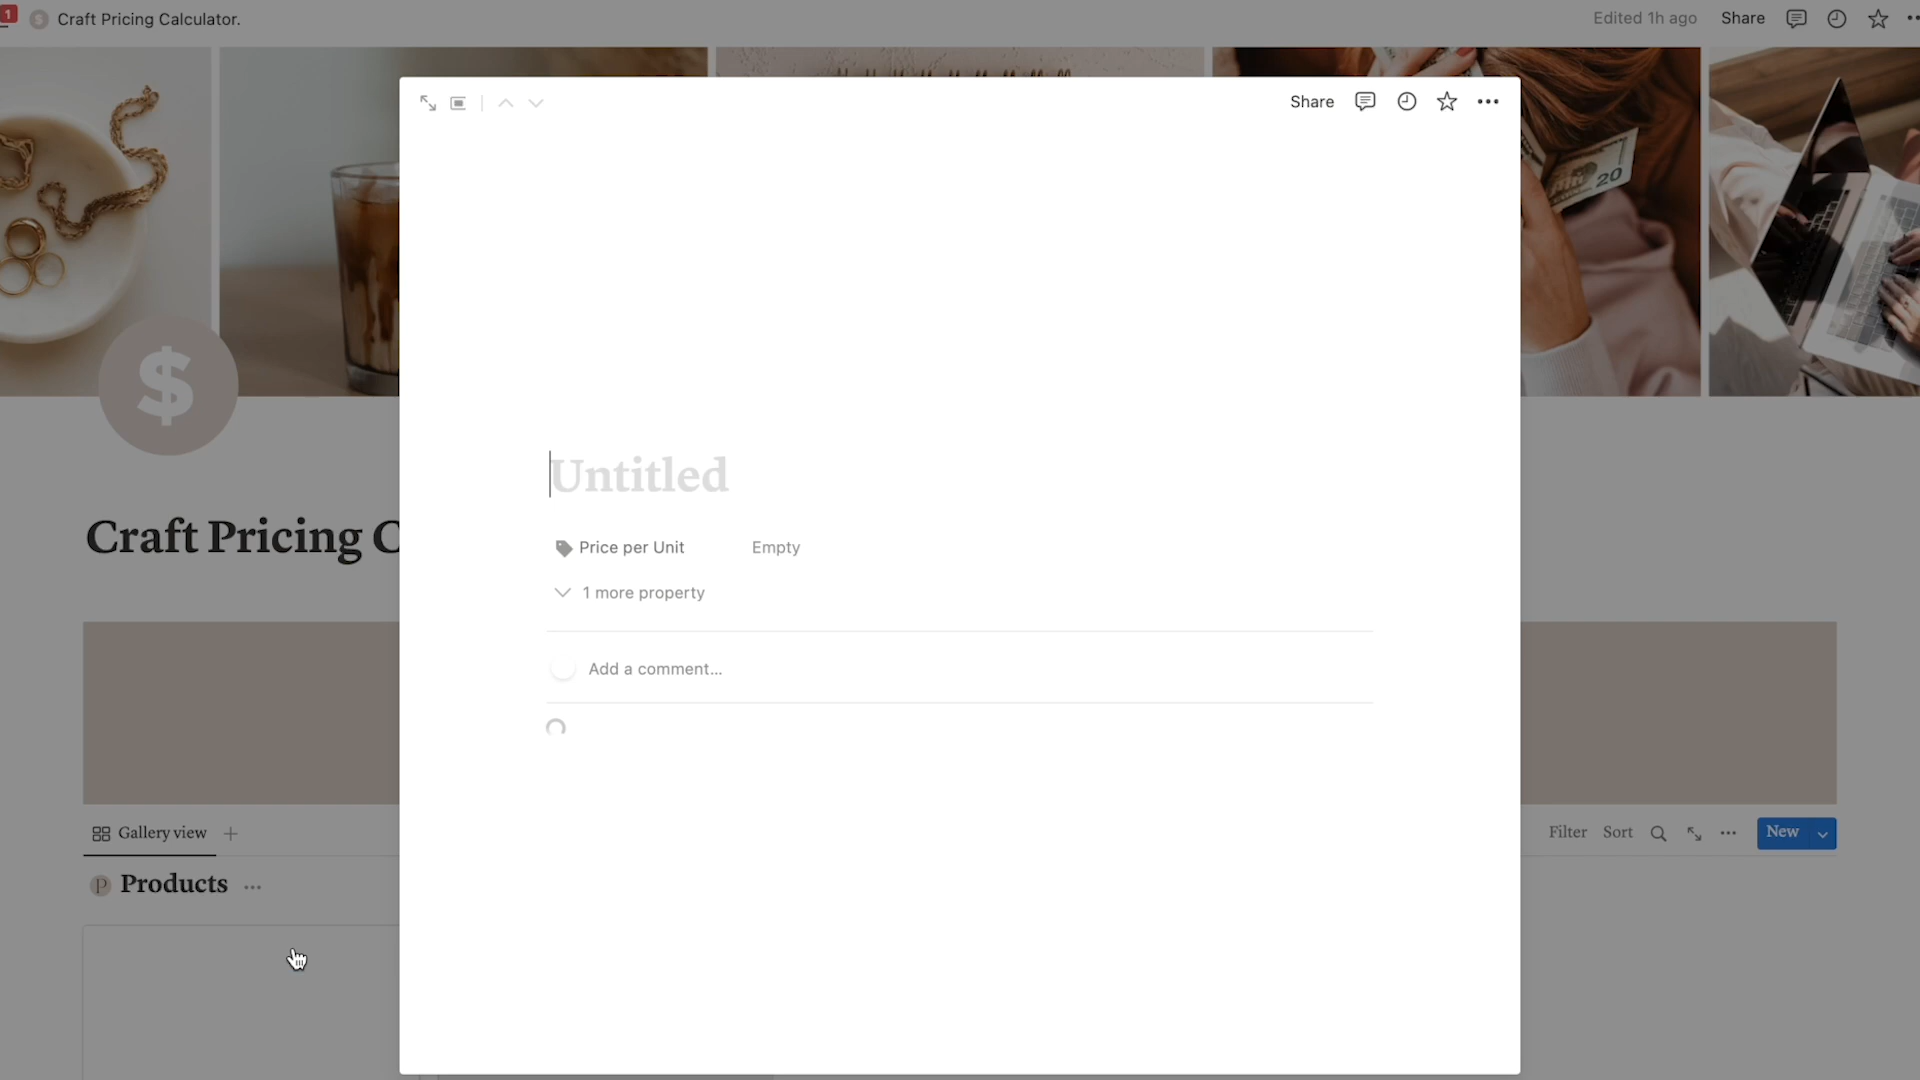 1
Craft Pricing Calculator.
Edited 1h ago
Share
Share
20
$
Untitled
Craft Pricing C
Price per Unit
Empty
1 more property
Add a comment...
Gallery view
Filter
Sort
New
P
Products